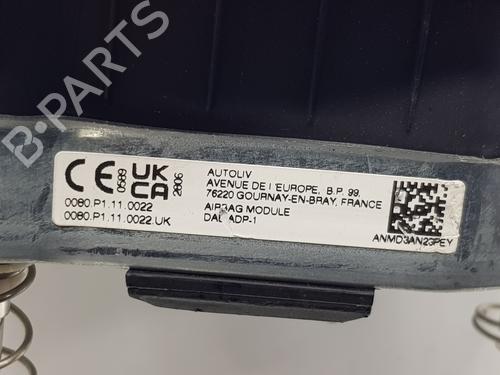 B-PARTS
CE 0589 UK CA 2806
AUTOLIV
AVENUE DE l'EUROPE, B.P. 99,
76220 GOURNAY-EN-BRAY, FRANCE
0080.P1.11.0022
0080.P1.11.0022.UK
AIRBAG MODULE
DAL ADP-1
ANMD3AN23PEY